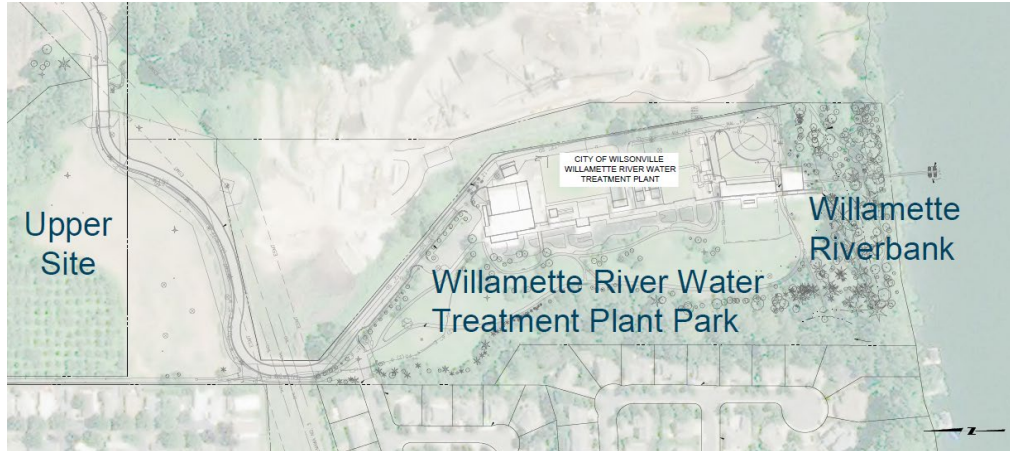 CITY OF WILSONVILLE
WILLAMETTE RIVER WATER
TREATMENT PLANT
Upper
Site
Willamette
Riverbank
Willamette River Water
Treatment Plant Park
Z